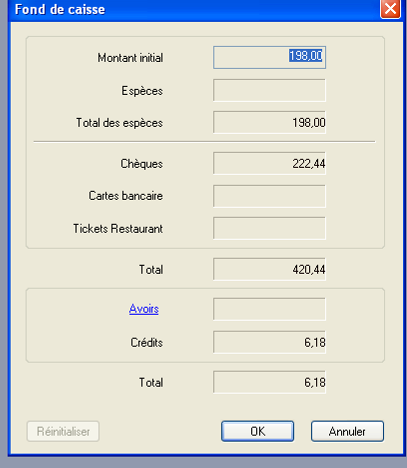 Fond de caisse
Montant initial 198,00
Espèces
Total des espèces 198,00
Chèques 222,44
Cartes bancaire
Tickets Restaurant
Total 420,44
Avoirs
Crédits 6,18
Total 6,18
Réinitialiser OK Annuler